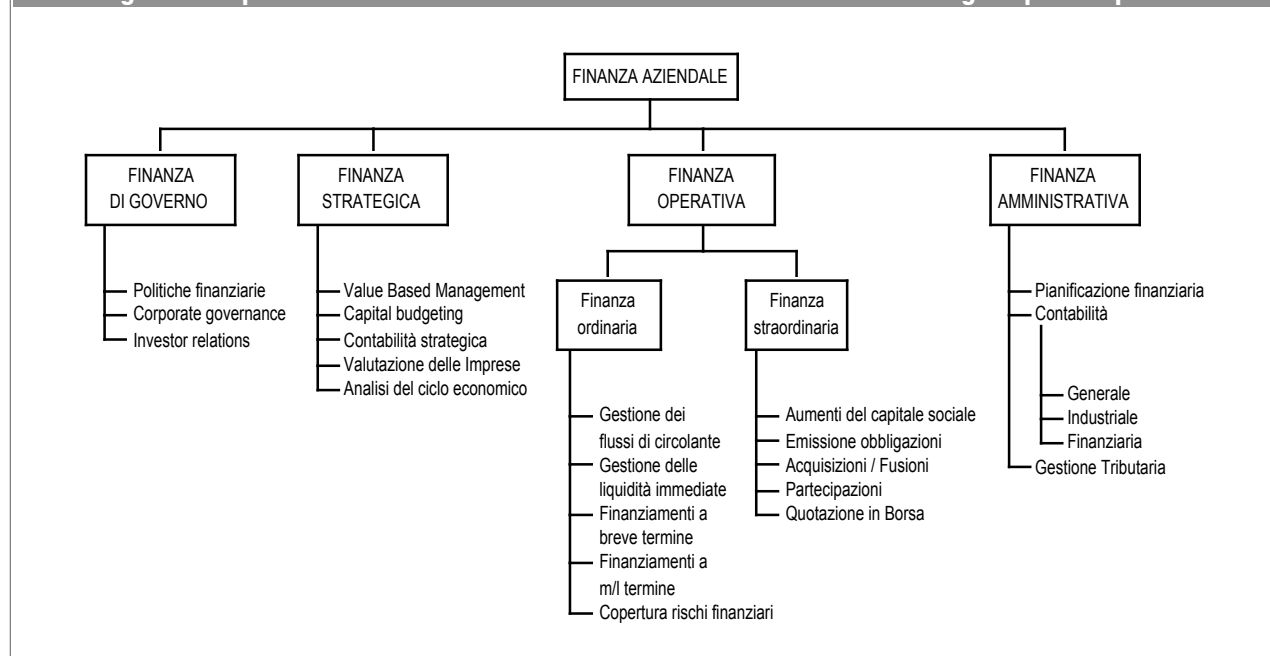 FINANZA AZIENDALE
FINANZA
DI GOVERNO
Politiche finanziarie
Corporate governance
Investor relations
FINANZA
STRATEGICA
Value Based Management
Capital budgeting
Contabilità strategica
Valutazione delle Imprese
Analisi del ciclo economico
FINANZA
OPERATIVA
Finanza
ordinaria
Gestione dei
flussi di circolante
Gestione delle
liquidità immediate
Finanziamenti a
breve termine
Finanziamenti a
m/l termine
Copertura rischi finanziari
Finanza
straordinaria
Aumenti del capitale sociale
Emissione obbligazioni
Acquisizioni / Fusioni
Partecipazioni
Quotazione in Borsa
FINANZA
AMMINISTRATIVA
Pianificazione finanziaria
Contabilità
Generale
Industriale
Finanziaria
Gestione Tributaria